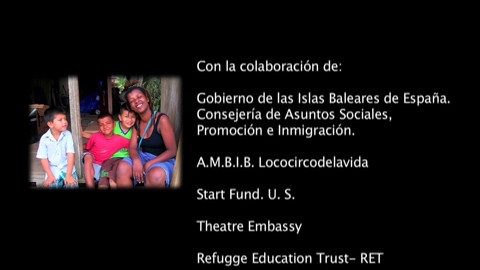 Con la colaboración de:
Gobierno de las Islas Baleares de España.
Consejería de Asuntos Sociales,
Promoción e Inmigración.
A.M.B.I.B. Lococircodelavida
Start Fund. U. S.
Theatre Embassy
Refugge Education Trust- RET